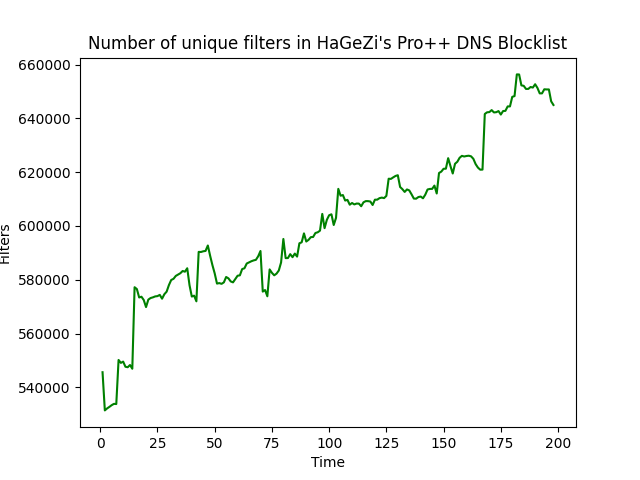 Number of unique filters in HaGeZi's Pro++ DNS Blocklist
660000
640000
620000
600000
580000
560000
540000
Filters
0 25 50 75 100 125 150 175 200
Time